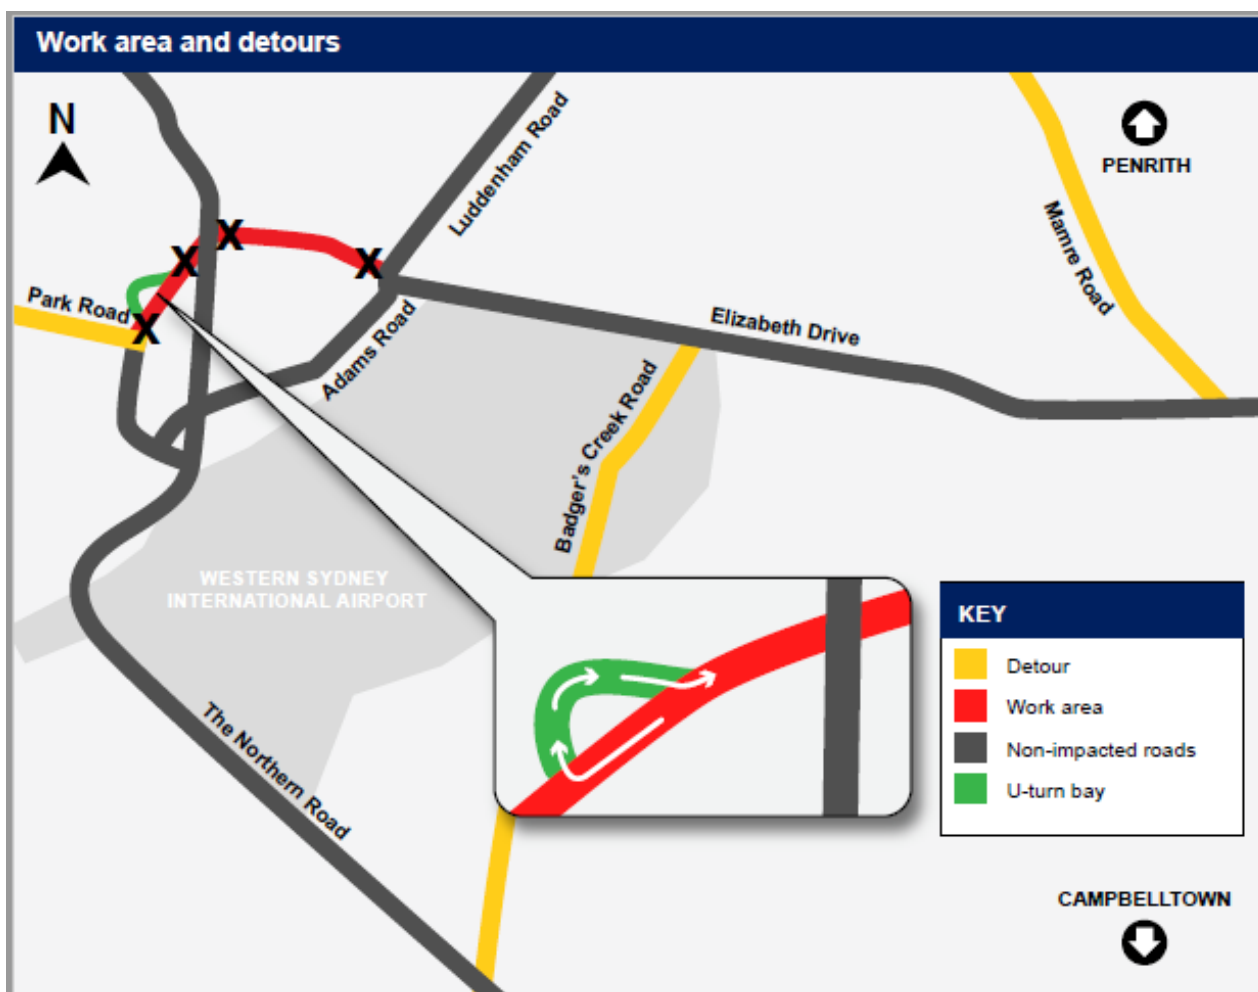 Work area and detours
N
PENRITH
Luddenham Road
Mamre Road
Park Road
X
X
X
X
Adams Road
Elizabeth Drive
Badger's Creek Road
WESTERN SYDNEY
INTERNATIONAL AIRPORT
The Northern Road
KEY
Detour
Work area
Non-impacted roads
U-turn bay
CAMPBELLTOWN